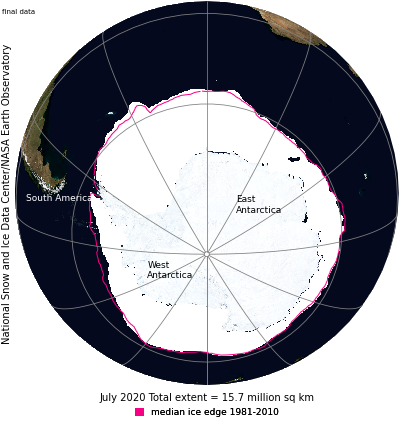 final data
National Snow and Ice Data Center/NASA Earth Observatory
South America
East
Antarctica
West
Antarctica
July 2020 Total extent = 15.7 million sq km
median ice edge 1981-2010